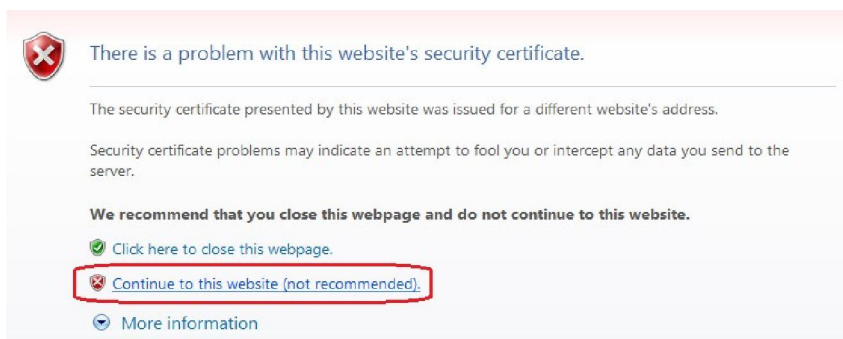 There is a problem with this website's security certificate.
The security certificate presented by this website was issued for a different website's address.
Security certificate problems may indicate an attempt to fool you or intercept any data you send to the
server.
We recommend that you close this webpage and do not continue to this website.
Click here to close this webpage.
Continue to this website (not recommended).
More information